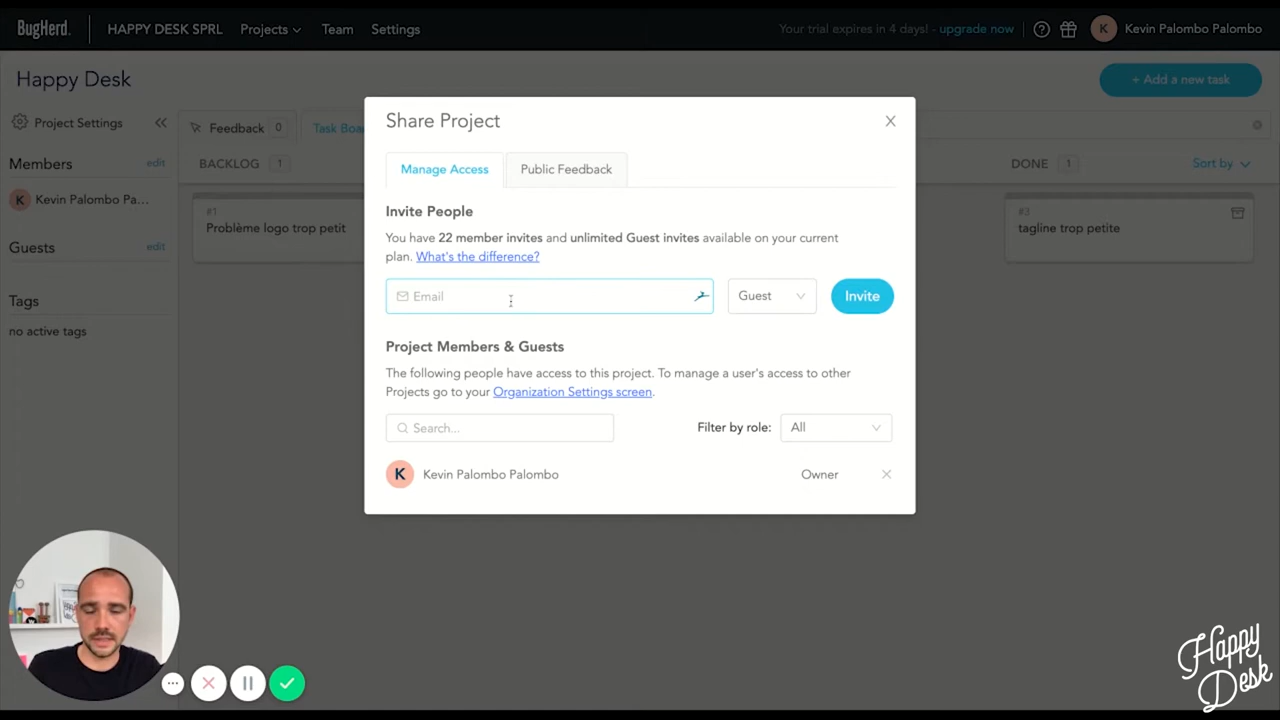 BugHerd.
HAPPY DESK SPRL
Projects
Team
Settings
Your trial expires in 4 days! - upgrade now
K
Kevin Palombo Palombo
Happy Desk
+ Add a new task
Project Settings
Feedback 0
Task Boa
Members
edit
K
Kevin Palombo Pa...
Guests
edit
Tags
no active tags
BACKLOG 1
#1
Problème logo trop petit
DONE 1
Sort by
#3
tagline trop petite
Share Project
Manage Access
Public Feedback
Invite People
You have 22 member invites and unlimited Guest invites available on your current
plan. What's the difference?
Email
Guest
Invite
Project Members & Guests
The following people have access to this project. To manage a user's access to other
Projects go to your Organization Settings screen.
Search...
Filter by role:
All
K
Kevin Palombo Palombo
Owner
Happy
Desk